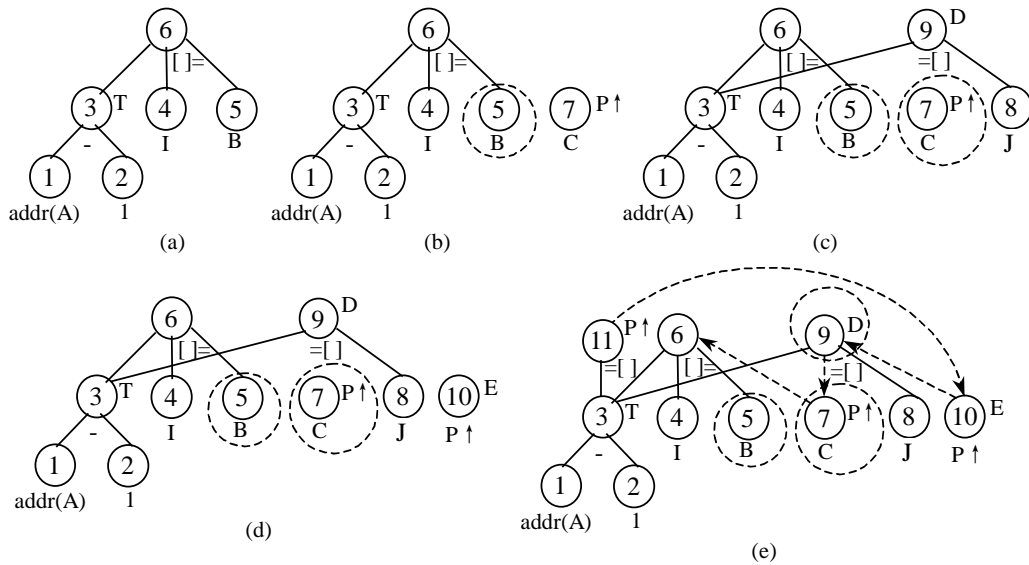 6
[ ]=
3 T 4 5
I B
-
1 2
addr(A) 1
(a)
6
[ ]=
3 T 4 5 7 P↑
I B C
-
1 2
addr(A) 1
(b)
6 9 D
[ ]= =[ ]
3 T 4 5 7 P↑ 8
I B C J
-
1 2
addr(A) 1
(c)
6 9 D
[ ]= =[ ]
3 T 4 5 7 P↑ 8 10 E
I B C J P↑
-
1 2
addr(A) 1
(d)
11 P↑ 6 9 D
=[ ] [ ]= =[ ]
3 T 4 5 7 P↑ 8 10 E
I B C J P↑
-
1 2
addr(A) 1
(e)